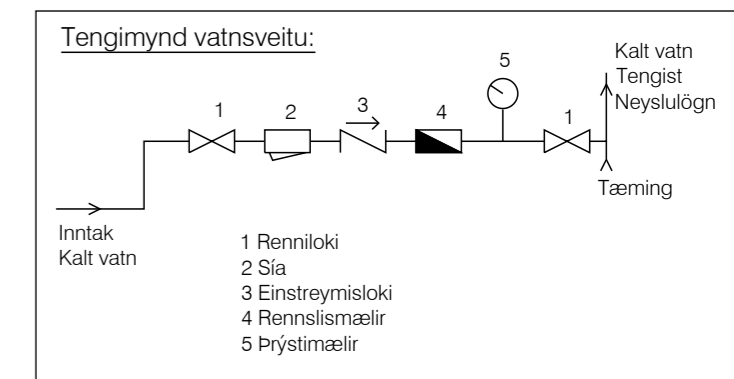 Tengimynd vatnsveitu:
1
2
3
4
5
1
Kalt vatn
Tengist
Neyslulögn
Tæming
Inntak
Kalt vatn
1 Renniloki
2 Sía
3 Einstreymisloki
4 Rennslismælir
5 Þrýstimælir